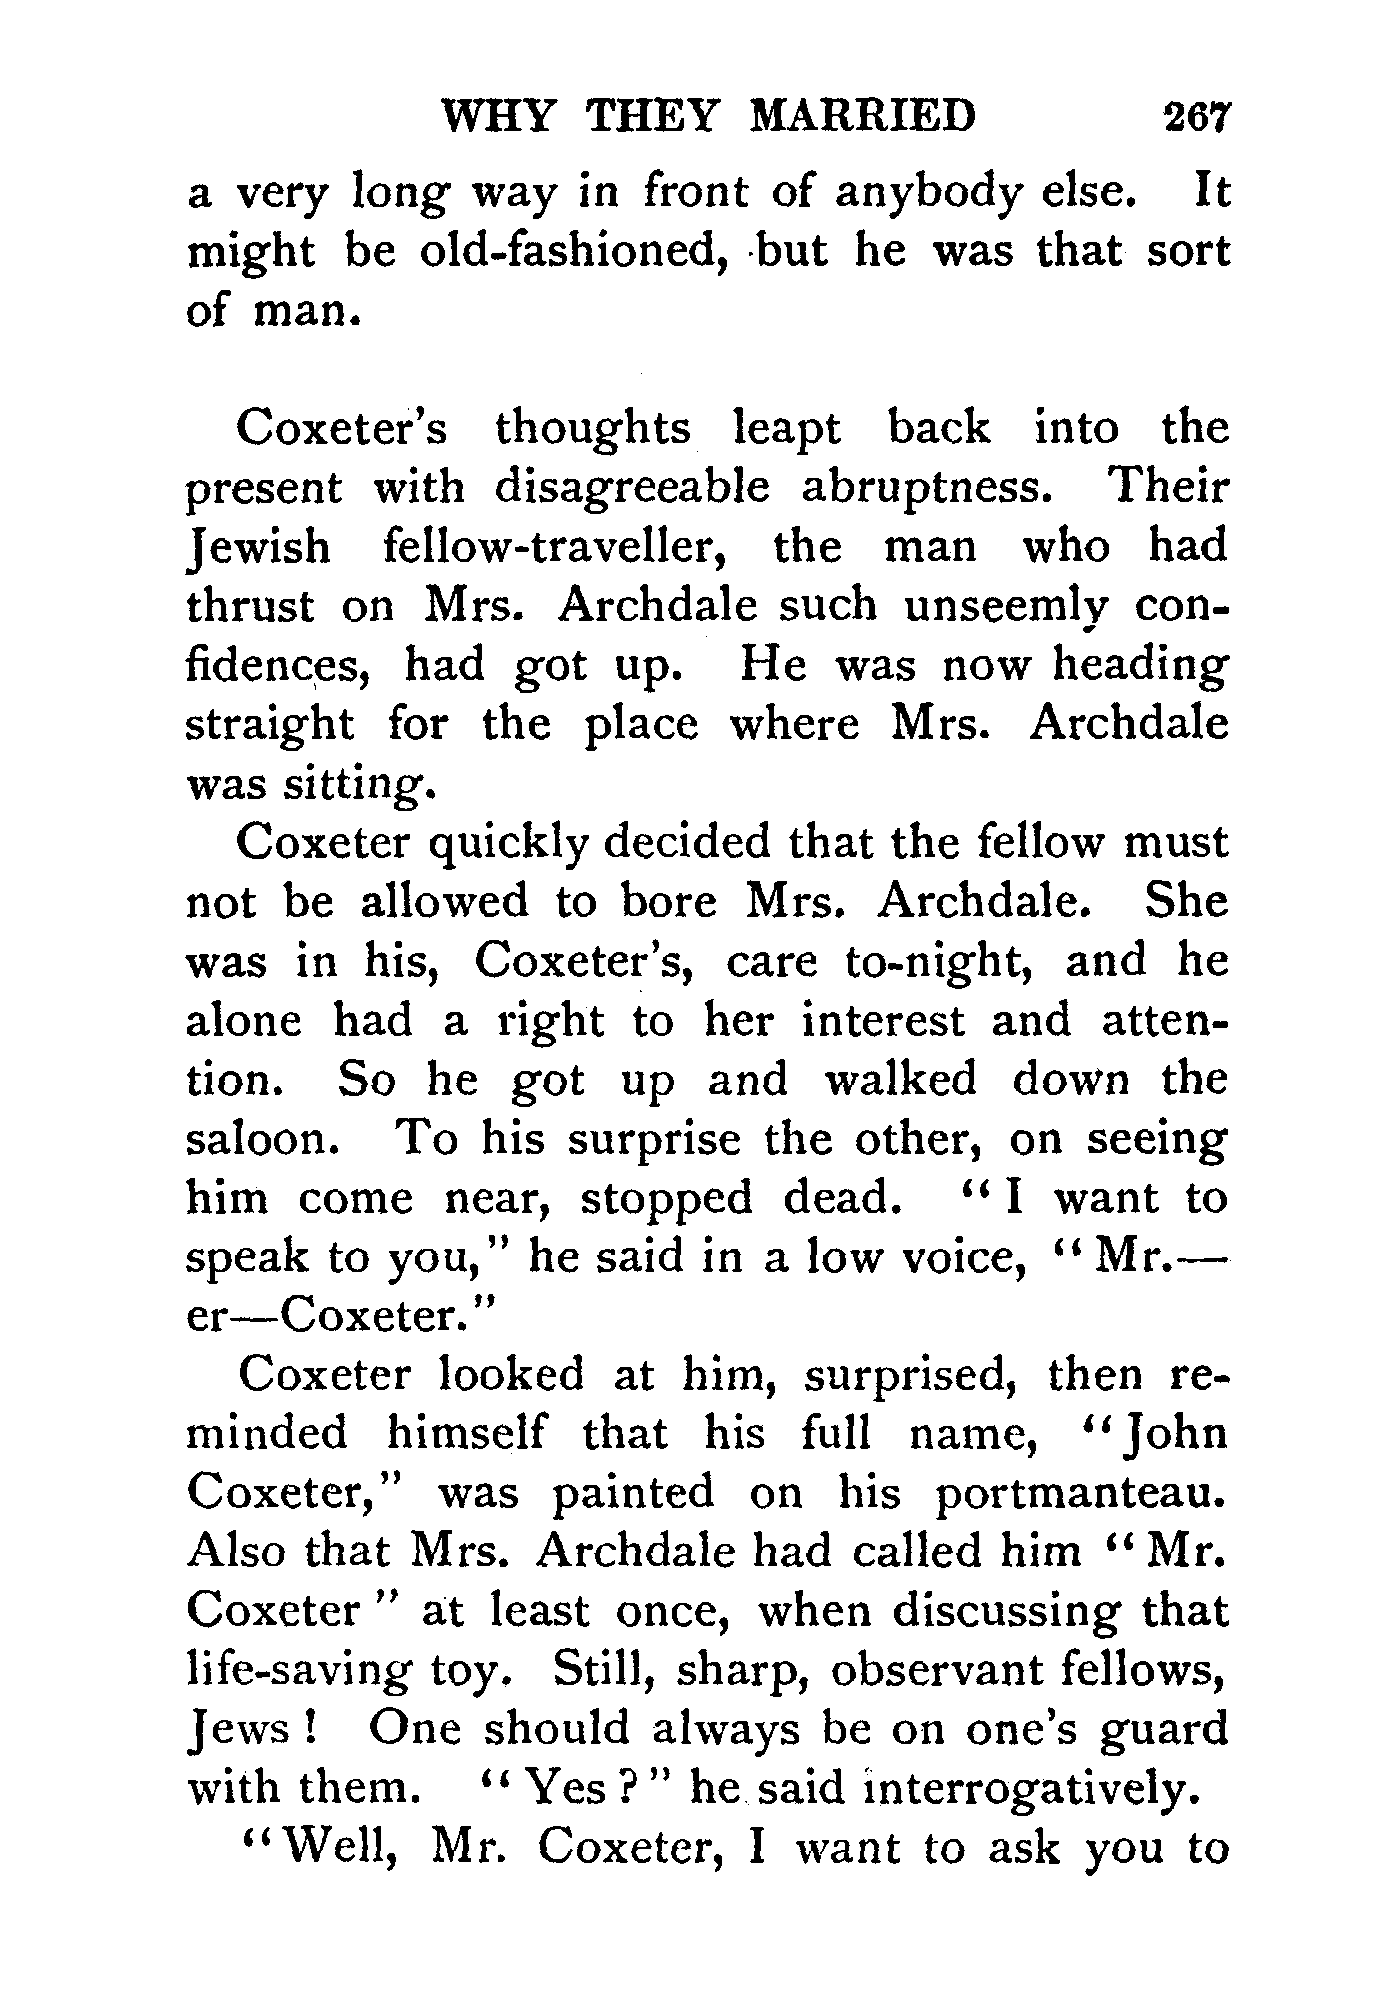 WHY THEY MARRIED 267
a very long way in front of anybody else. It
might be old-fashioned, but he was that sort
of man.
Coxeter's thoughts leapt back into the
present with disagreeable abruptness. Their
Jewish fellow-traveller, the man who had
thrust on Mrs. Archdale such unseemly con-
fidences, had got up. He was now heading
straight for the place where Mrs. Archdale
was sitting.
Coxeter quickly decided that the fellow must
not be allowed to bore Mrs. Archdale. She
was in his, Coxeter's, care to-night, and he
alone had a right to her interest and atten-
tion. So he got up and walked down the
saloon. To his surprise the other, on seeing
him come near, stopped dead. “ I want to
speak to you,” he said in a low voice, “ Mr.—
er—Coxeter.”
Coxeter looked at him, surprised, then re-
minded himself that his full name, “John
Coxeter,” was painted on his portmanteau.
Also that Mrs. Archdale had called him “ Mr.
Coxeter ” at least once, when discussing that
life-saving toy. Still, sharp, observant fellows,
Jews ! One should always be on one's guard
with them. “ Yes ? ” he said interrogatively.
“Well, Mr. Coxeter, I want to ask you to